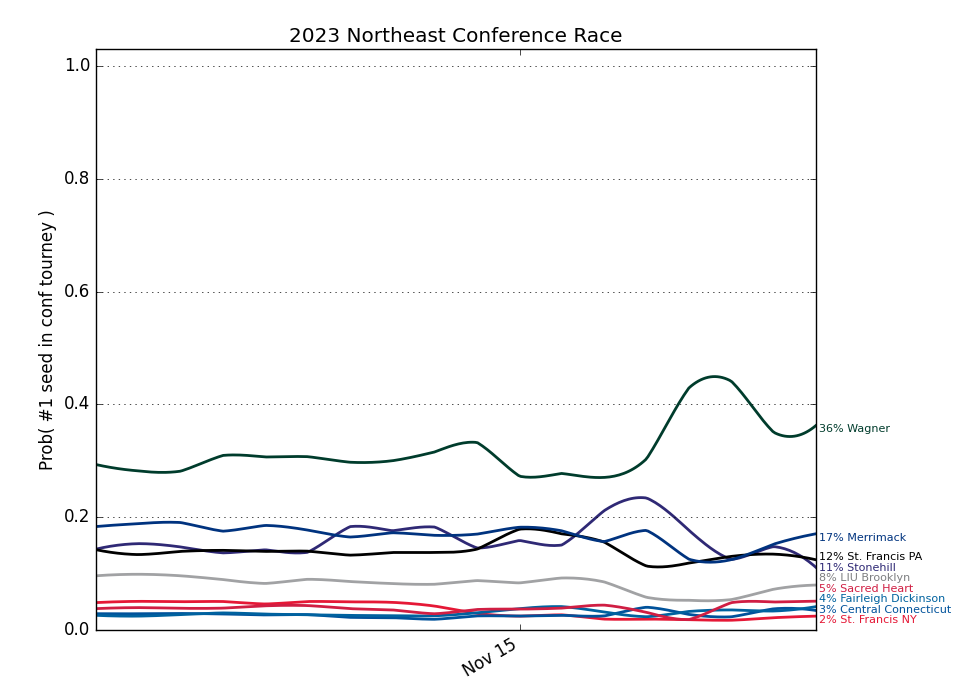 2023 Northeast Conference Race
Prob( #1 seed in conf tourney )
1.0
0.8
0.6
0.4
0.2
0.0
Nov 15
36% Wagner
17% Merrimack
12% St. Francis PA
11% Stonehill
8% LIU Brooklyn
5% Sacred Heart
4% Fairleigh Dickinson
3% Central Connecticut
2% St. Francis NY